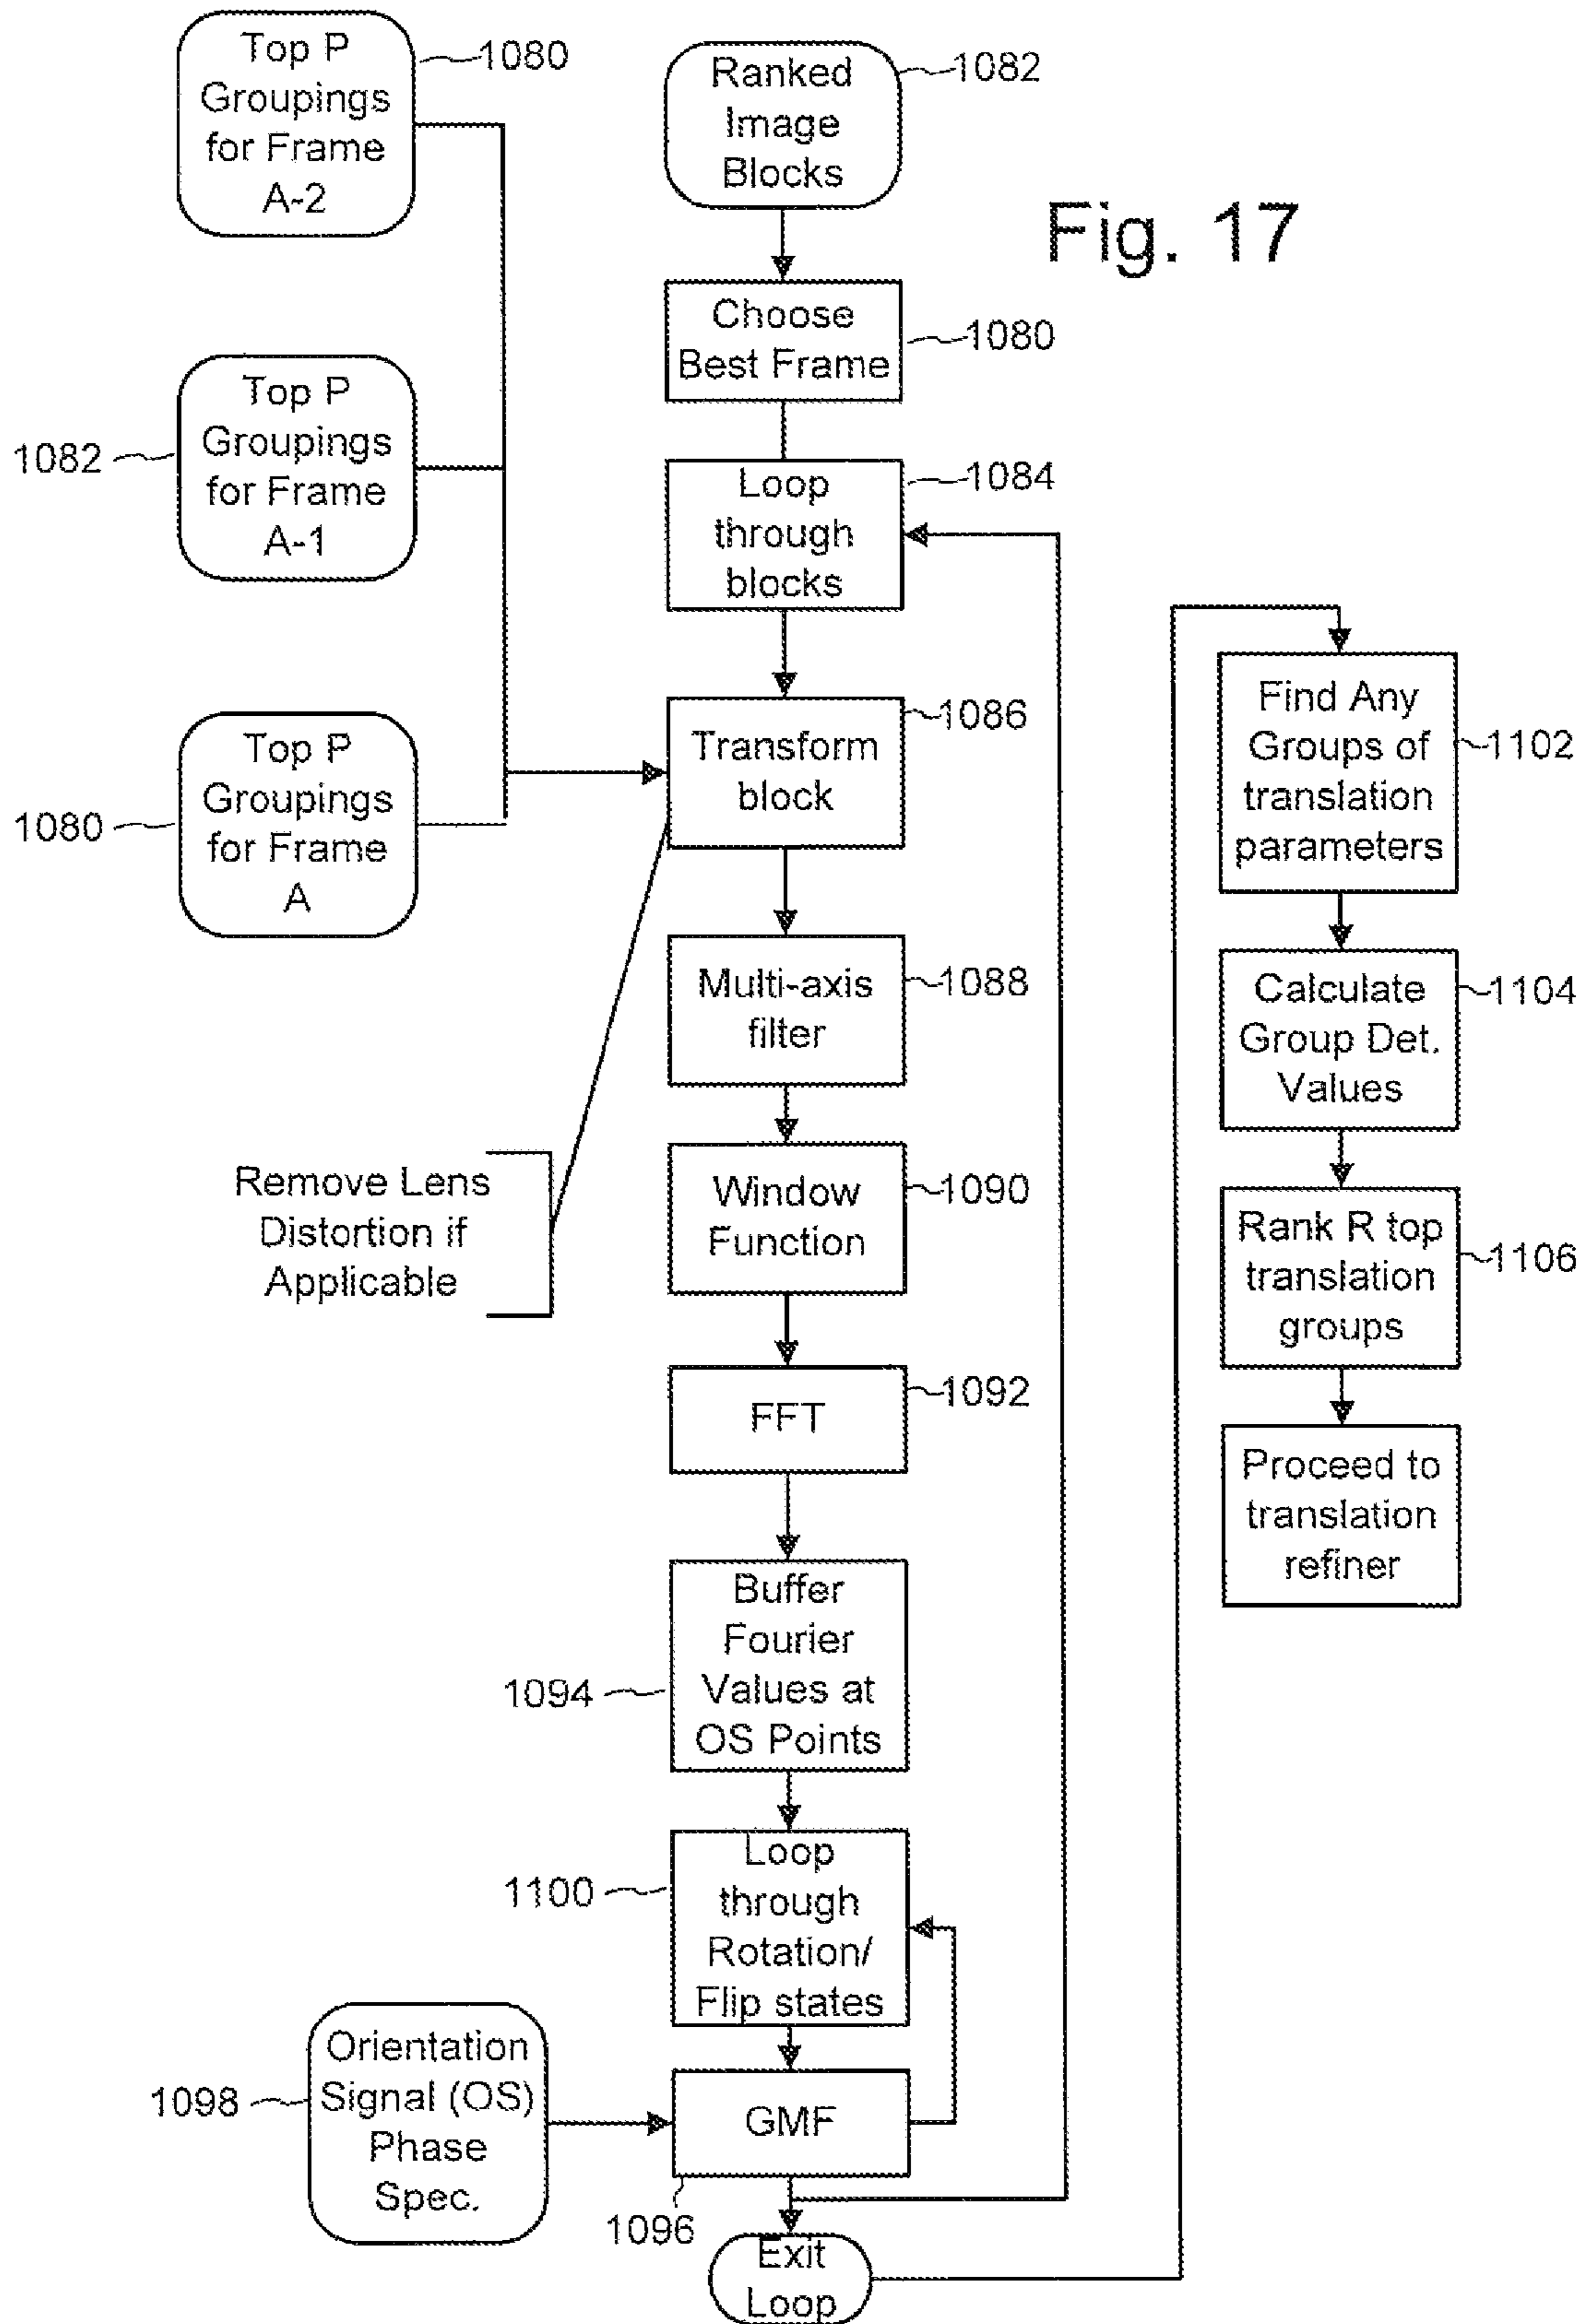 Top P
Groupings
for Frame
A-2
1080
Ranked
Image
Blocks
1082
Fig. 17
Choose
Best Frame
1080
Top P
Groupings
for Frame
A-1
1082
Loop
through
blocks
1084
Top P
Groupings
for Frame
A
1080
Transform
block
1086
Remove Lens
Distortion if
Applicable
Multi-axis
filter
1088
Window
Function
1090
FFT
1092
Buffer
Fourier
Values at
OS Points
1094
Loop
through
Rotation/
Flip states
1100
Orientation
Signal (OS)
Phase
Spec.
1098
GMF
1096
Exit
Loop
Find Any
Groups of
translation
parameters
1102
Calculate
Group Det.
Values
1104
Rank R top
translation
groups
1106
Proceed to
translation
refiner